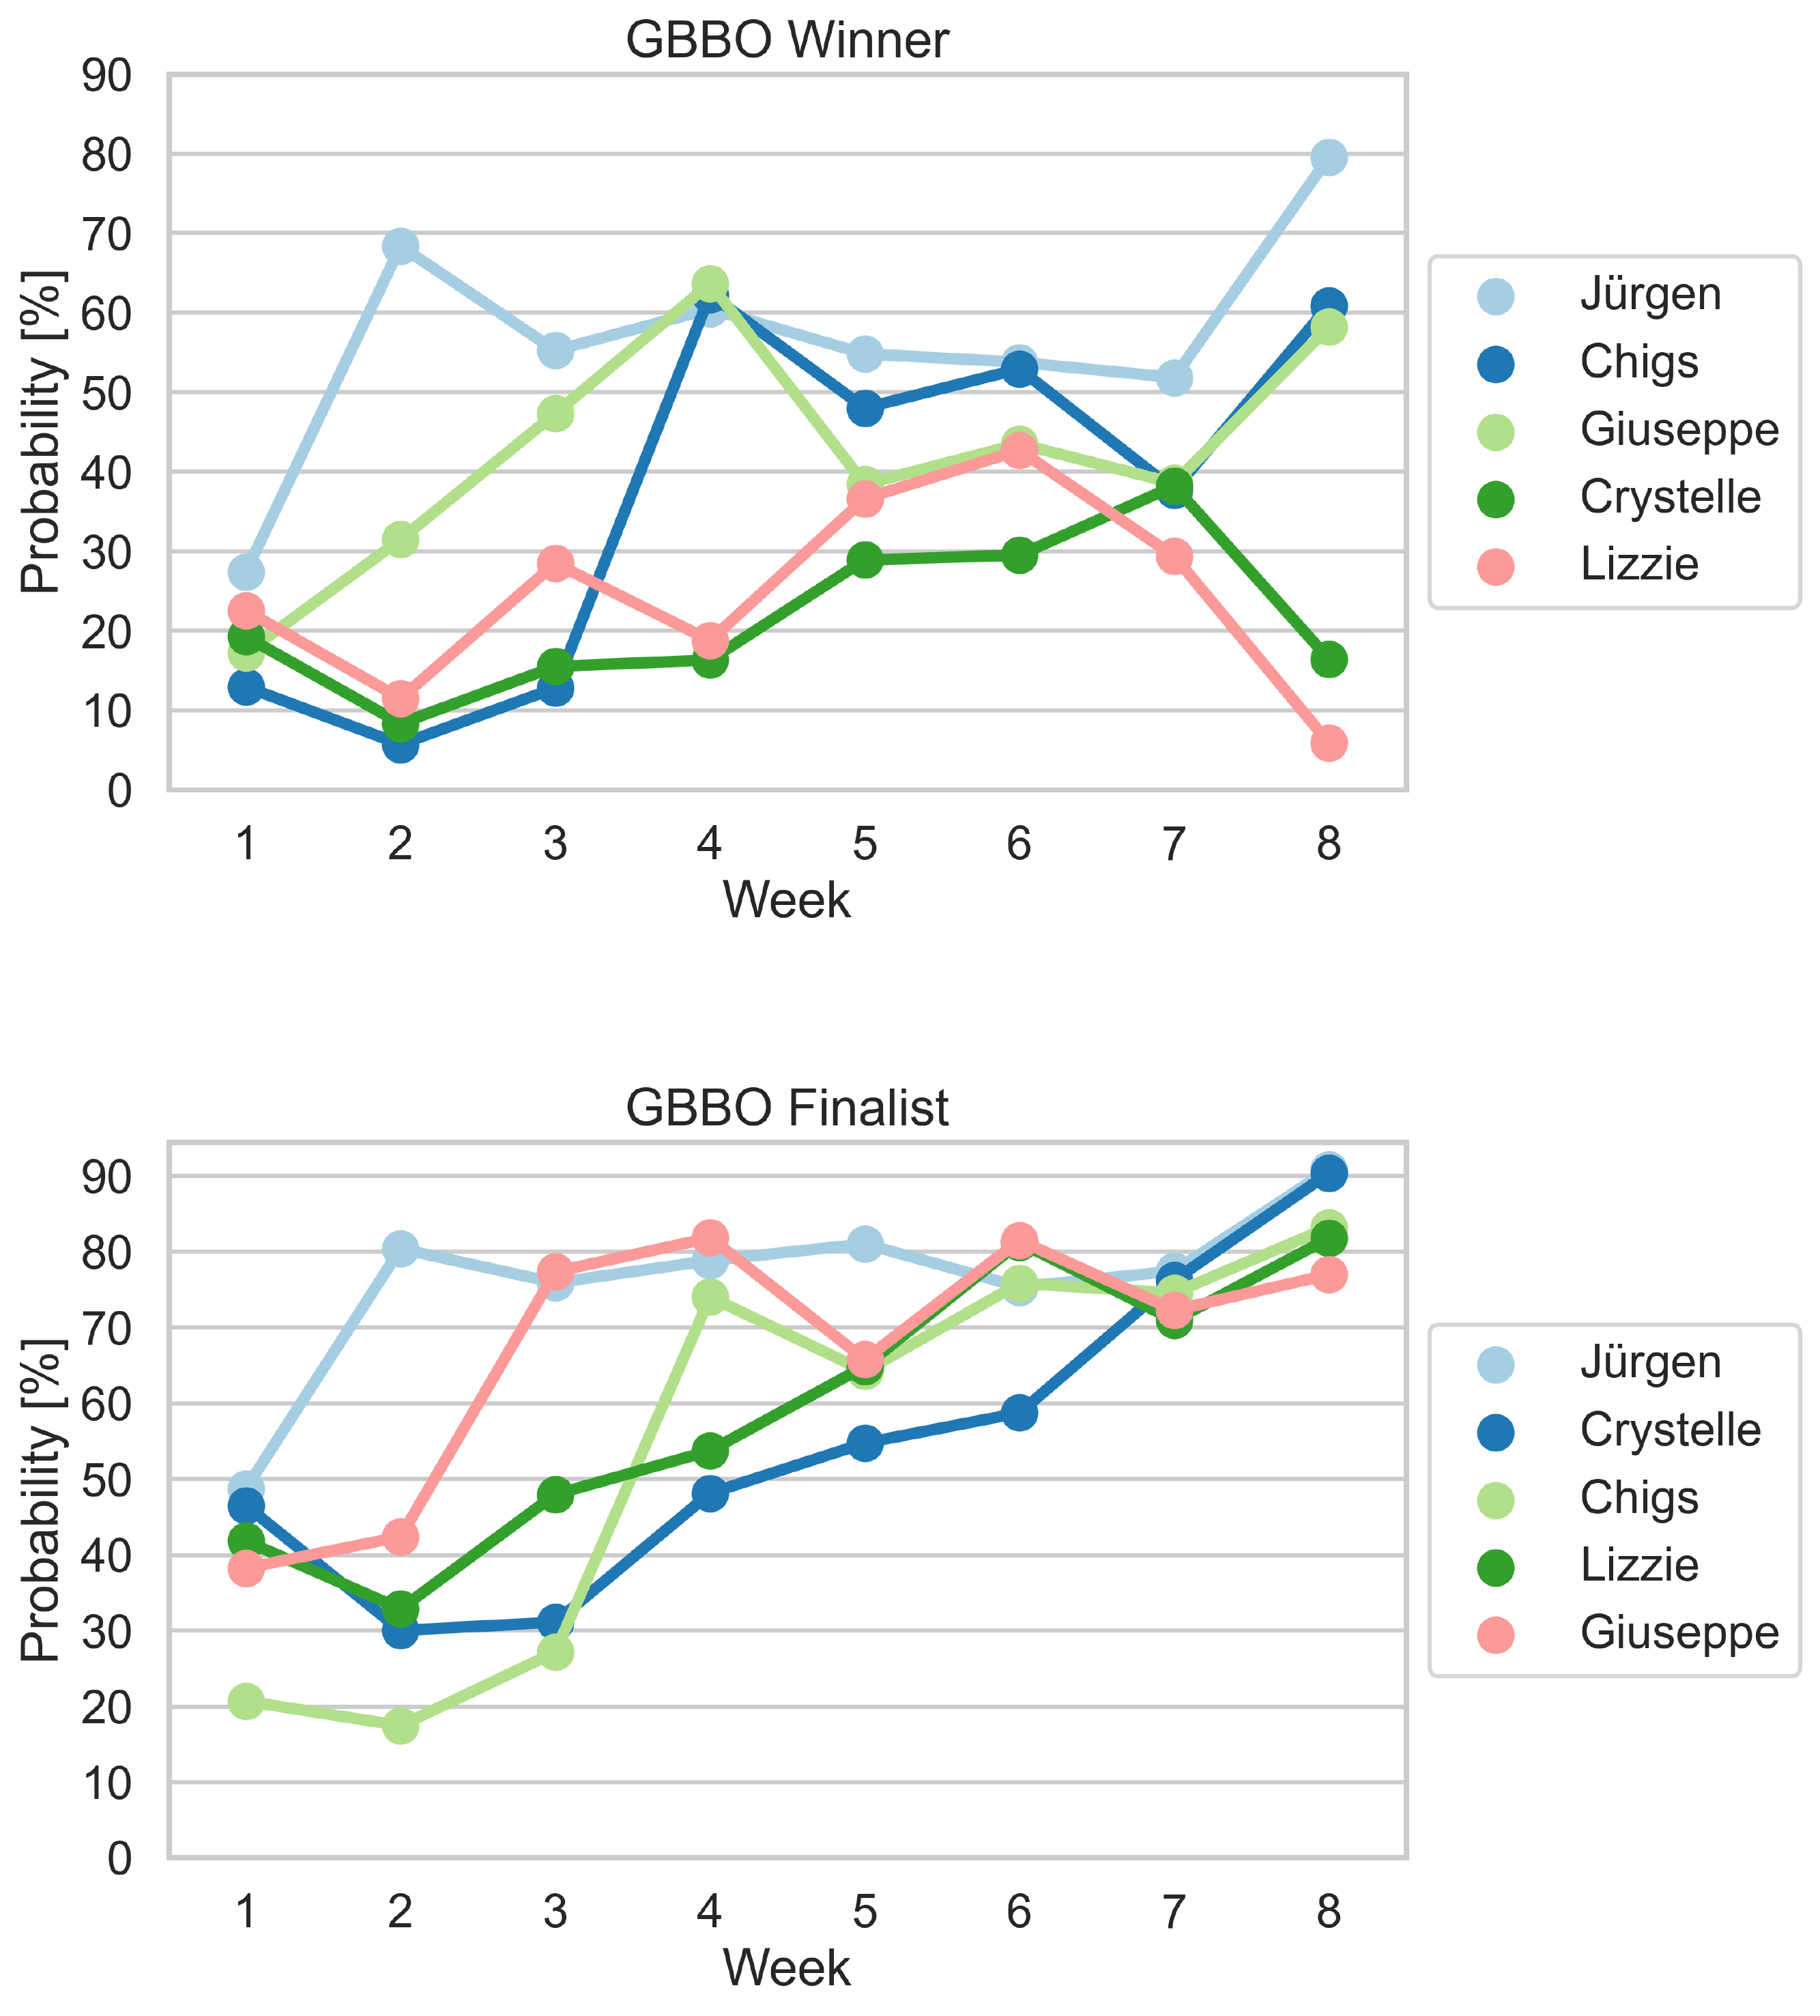 GBBO Winner
90
80
70
60
50
40
30
20
10
0
Probability [%]
1 2 3 4 5 6 7 8
Week
Jürgen
Chigs
Giuseppe
Crystelle
Lizzie
GBBO Finalist
90
80
70
60
50
40
30
20
10
0
Probability [%]
1 2 3 4 5 6 7 8
Week
Jürgen
Crystelle
Chigs
Lizzie
Giuseppe